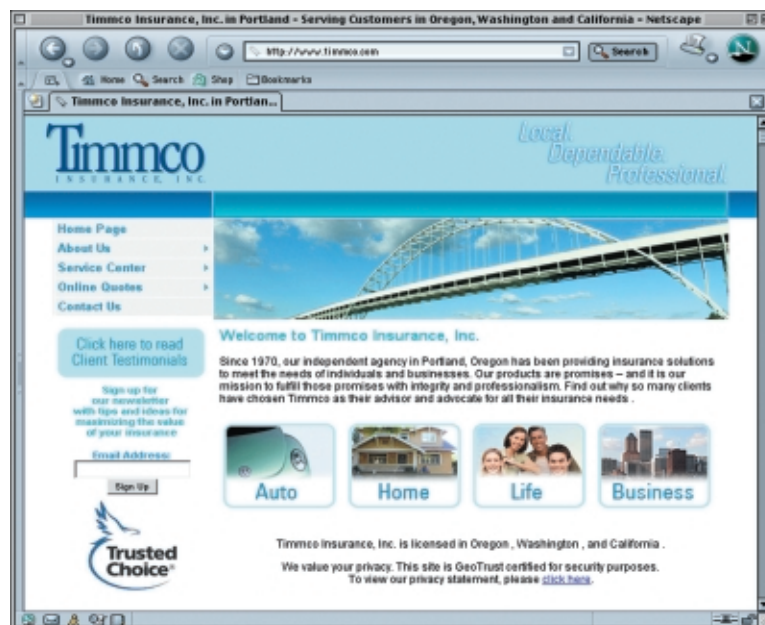 Timmco Insurance, Inc. in Portland - Serving Customers in Oregon, Washington and California - Netscape
http://www.timmco.com
Search
Home Search Shop Bookmarks
Timmco Insurance, Inc. in Portlan...
Timmco
INSURANCE, INC.
Local.
Dependable.
Professional.
Home Page
About Us
Service Center
Online Quotes
Contact Us
Click here to read
Client Testimonials
Sign up for
our newsletter
with tips and ideas for
maximizing the value
of your insurance
Email Address:
Sign Up
Trusted
Choice®
Welcome to Timmco Insurance, Inc.
Since 1970, our independent agency in Portland, Oregon has been providing insurance solutions
to meet the needs of individuals and businesses. Our products are promises – and it is our
mission to fulfill those promises with integrity and professionalism. Find out why so many clients
have chosen Timmco as their advisor and advocate for all their insurance needs .
Auto
Home
Life
Business
Timmco Insurance, Inc. is licensed in Oregon , Washington , and California .
We value your privacy. This site is GeoTrust certified for security purposes.
To view our privacy statement, please click here.